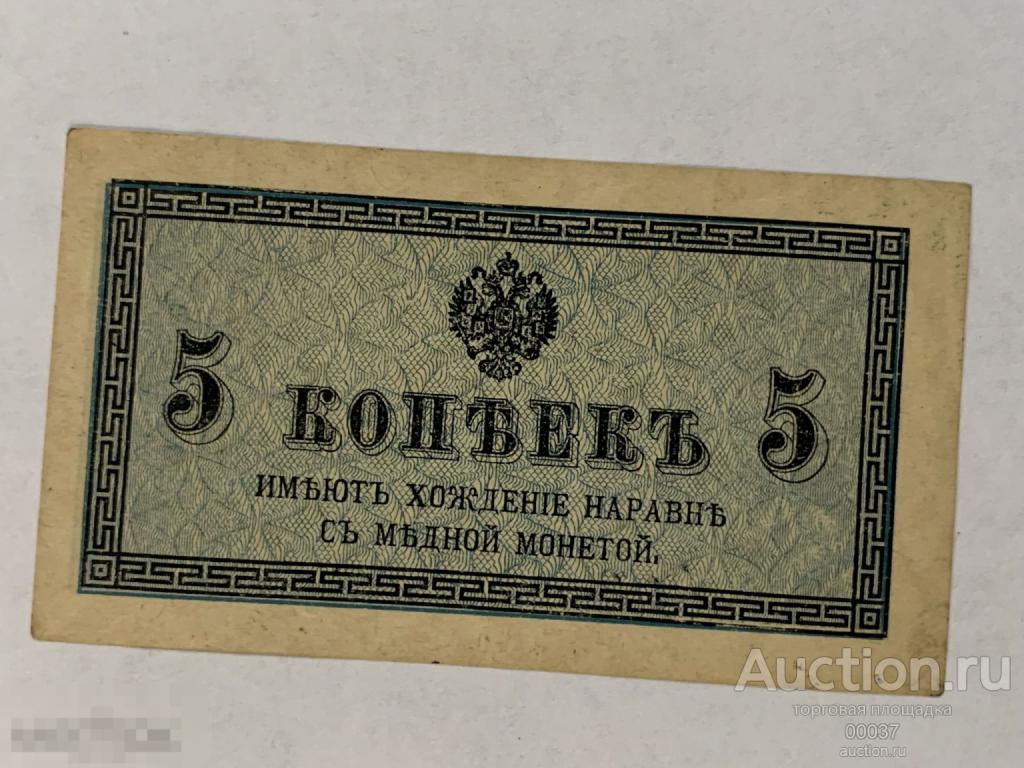 5 КОПѢЕКЪ 5
ИМѢЮТЪ ХОЖДЕНІЕ НАРАВНѢ
СЪ МѢДНОЙ МОНЕТОЙ.
Auction.ru
торговая площадка
00037
auction.ru